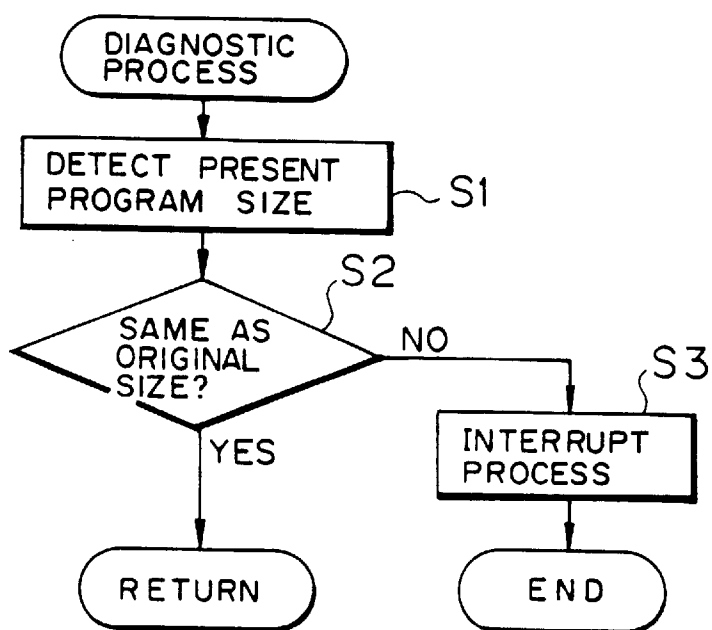 DIAGNOSTIC
PROCESS
DETECT PRESENT
PROGRAM SIZE
S1
S2
SAME AS
ORIGINAL
SIZE?
NO
YES
S3
INTERRUPT
PROCESS
RETURN
END